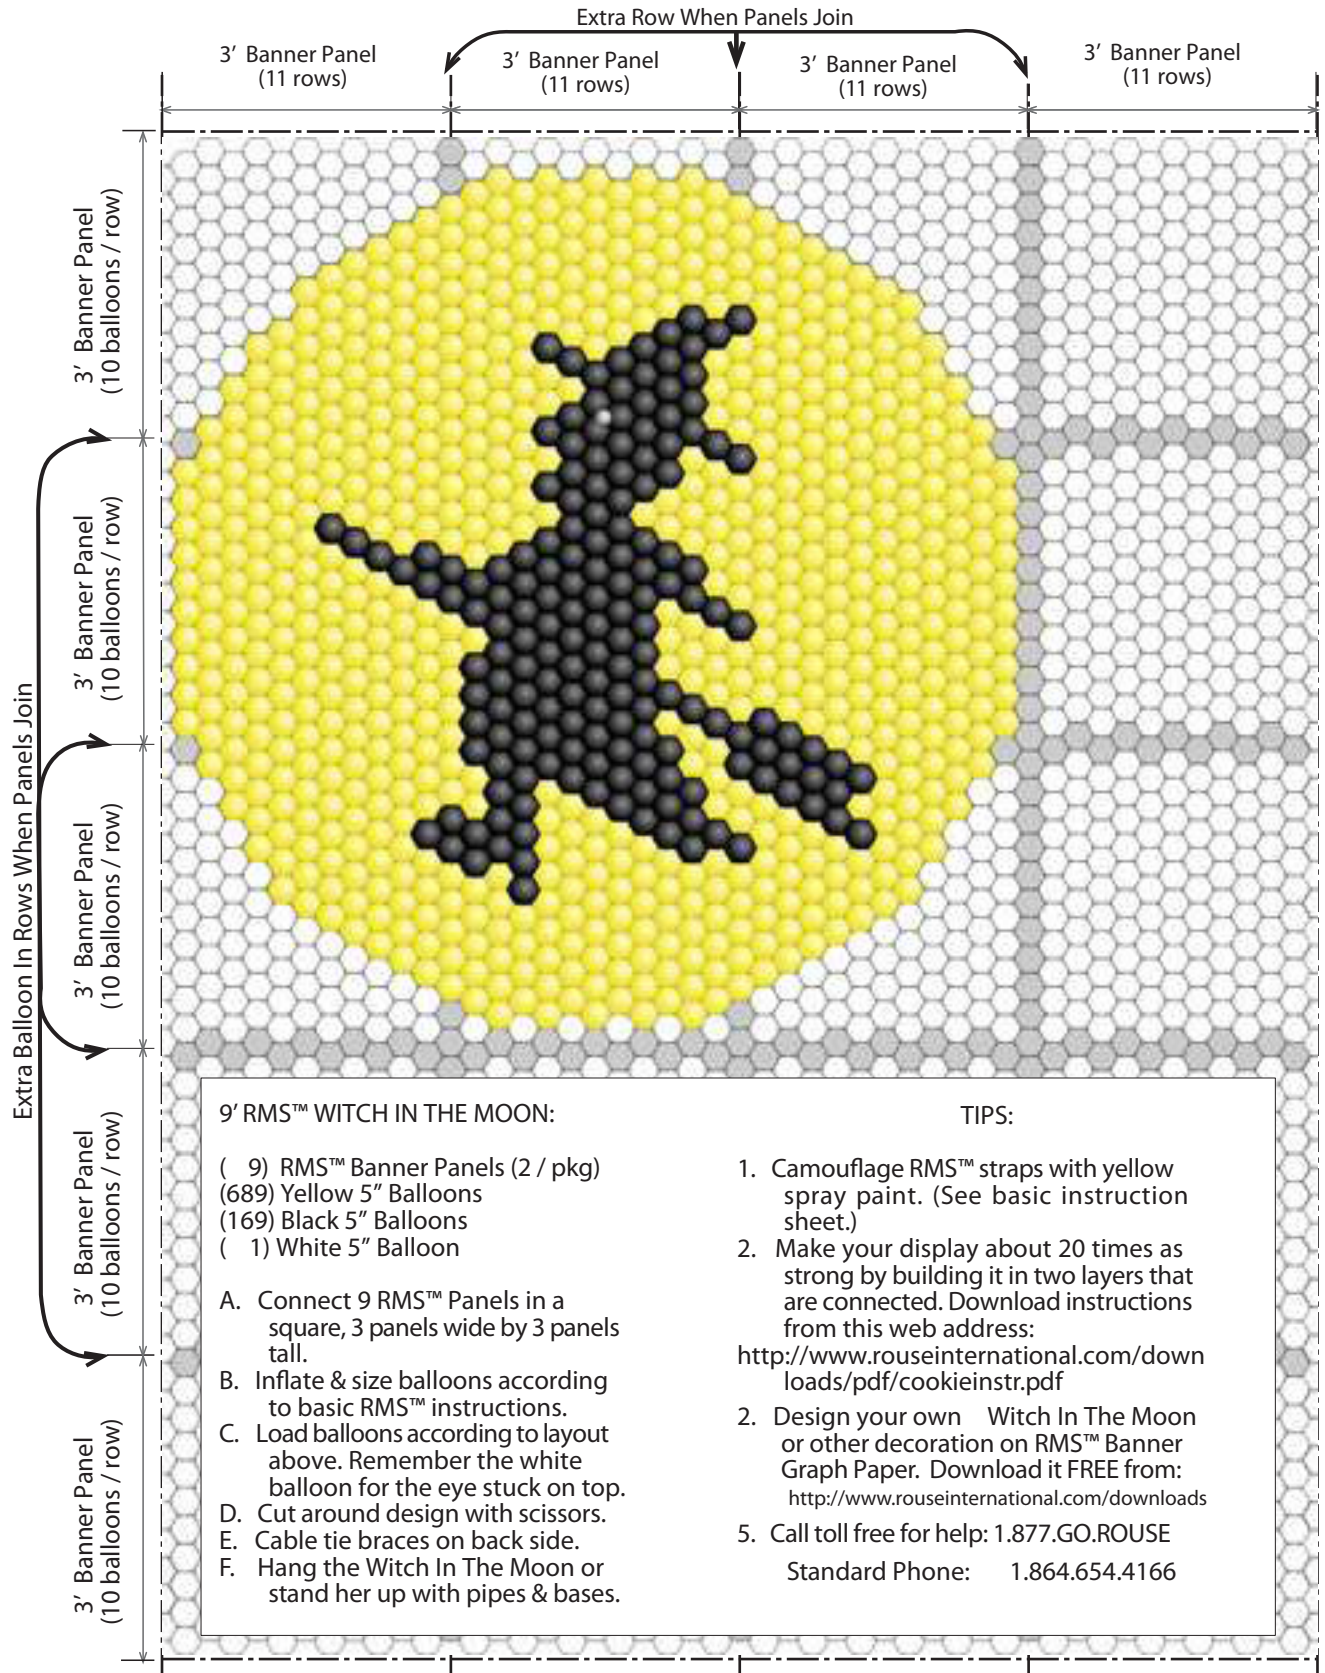 Extra Row When Panels Join
3' Banner Panel
(11 rows)
3' Banner Panel
(11 rows)
3' Banner Panel
(11 rows)
3' Banner Panel
(11 rows)
3' Banner Panel
(10 balloons / row)
3' Banner Panel
(10 balloons / row)
3' Banner Panel
(10 balloons / row)
3' Banner Panel
(10 balloons / row)
3' Banner Panel
(10 balloons / row)
Extra Balloon In Rows When Panels Join
9' RMS™ WITCH IN THE MOON:
( 9) RMS™ Banner Panels (2 / pkg)
(689) Yellow 5" Balloons
(169) Black 5" Balloons
( 1) White 5" Balloon
A. Connect 9 RMS™ Panels in a
square, 3 panels wide by 3 panels
tall.
B. Inflate & size balloons according
to basic RMS™ instructions.
C. Load balloons according to layout
above. Remember the white
balloon for the eye stuck on top.
D. Cut around design with scissors.
E. Cable tie braces on back side.
F. Hang the Witch In The Moon or
stand her up with pipes & bases.
TIPS:
1. Camouflage RMS™ straps with yellow
spray paint. (See basic instruction
sheet.)
2. Make your display about 20 times as
strong by building it in two layers that
are connected. Download instructions
from this web address:
http://www.rouseinternational.com/down
loads/pdf/cookieinstr.pdf
2. Design your own Witch In The Moon
or other decoration on RMS™ Banner
Graph Paper. Download it FREE from:
http://www.rouseinternational.com/downloads
5. Call toll free for help: 1.877.GO.ROUSE
Standard Phone: 1.864.654.4166